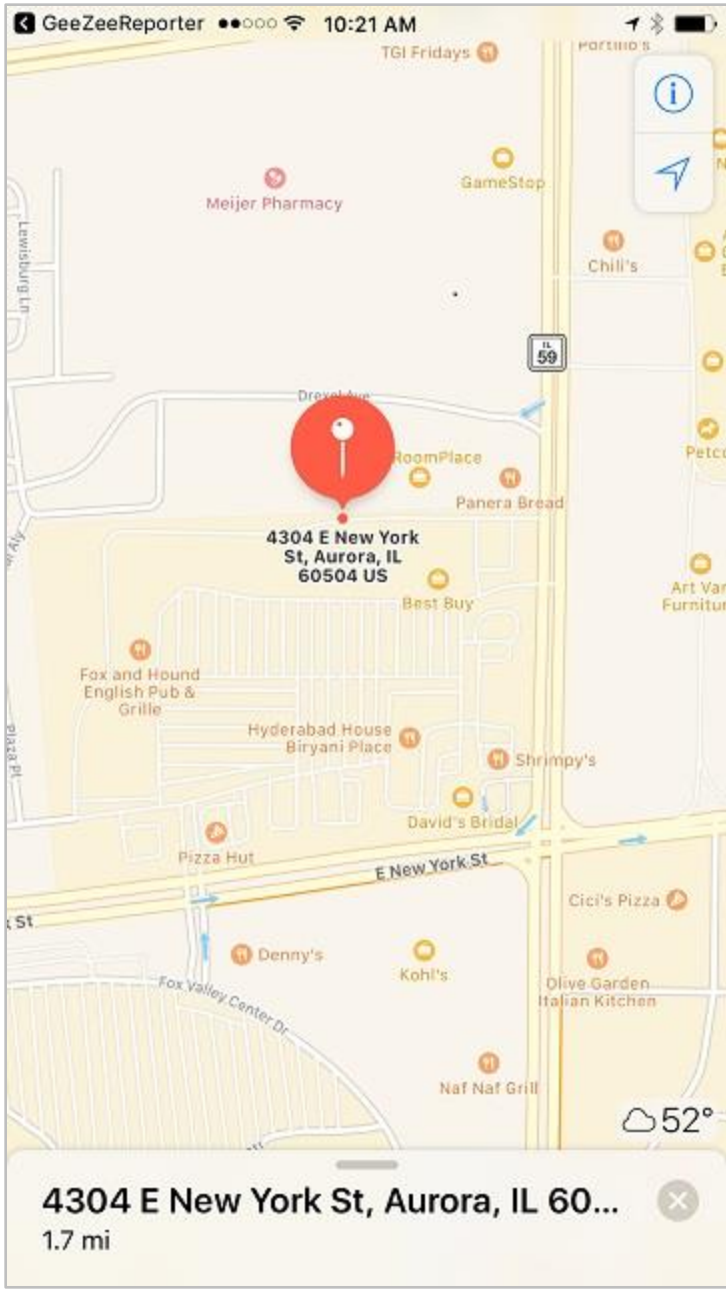 GeeZeeReporter
10:21 AM
TGI Fridays
Portillo's
GameStop
Meijer Pharmacy
Lewisburg Ln
Chili's
IL
59
Drexel Ave
RoomPlace
Petco
Panera Bread
4304 E New York
St, Aurora, IL
60504 US
Best Buy
Art Van
Furnitur
Fox and Hound
English Pub &
Grille
Hyderabad House
Biryani Place
Shrimpy's
Plaza Pl
David's Bridal
Pizza Hut
E New York St
Cici's Pizza
St
Denny's
Kohl's
Olive Garden
Italian Kitchen
Fox Valley Center Dr
Naf Naf Grill
52°
4304 E New York St, Aurora, IL 60...
1.7 mi